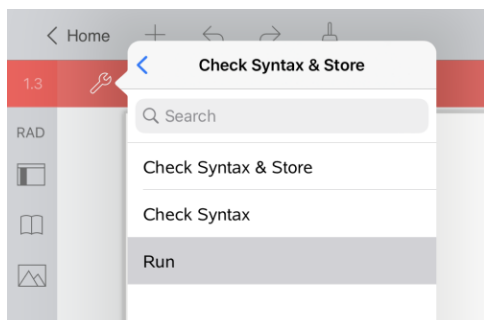 Home
Check Syntax & Store
1.3
Search
RAD
Check Syntax & Store
Check Syntax
Run